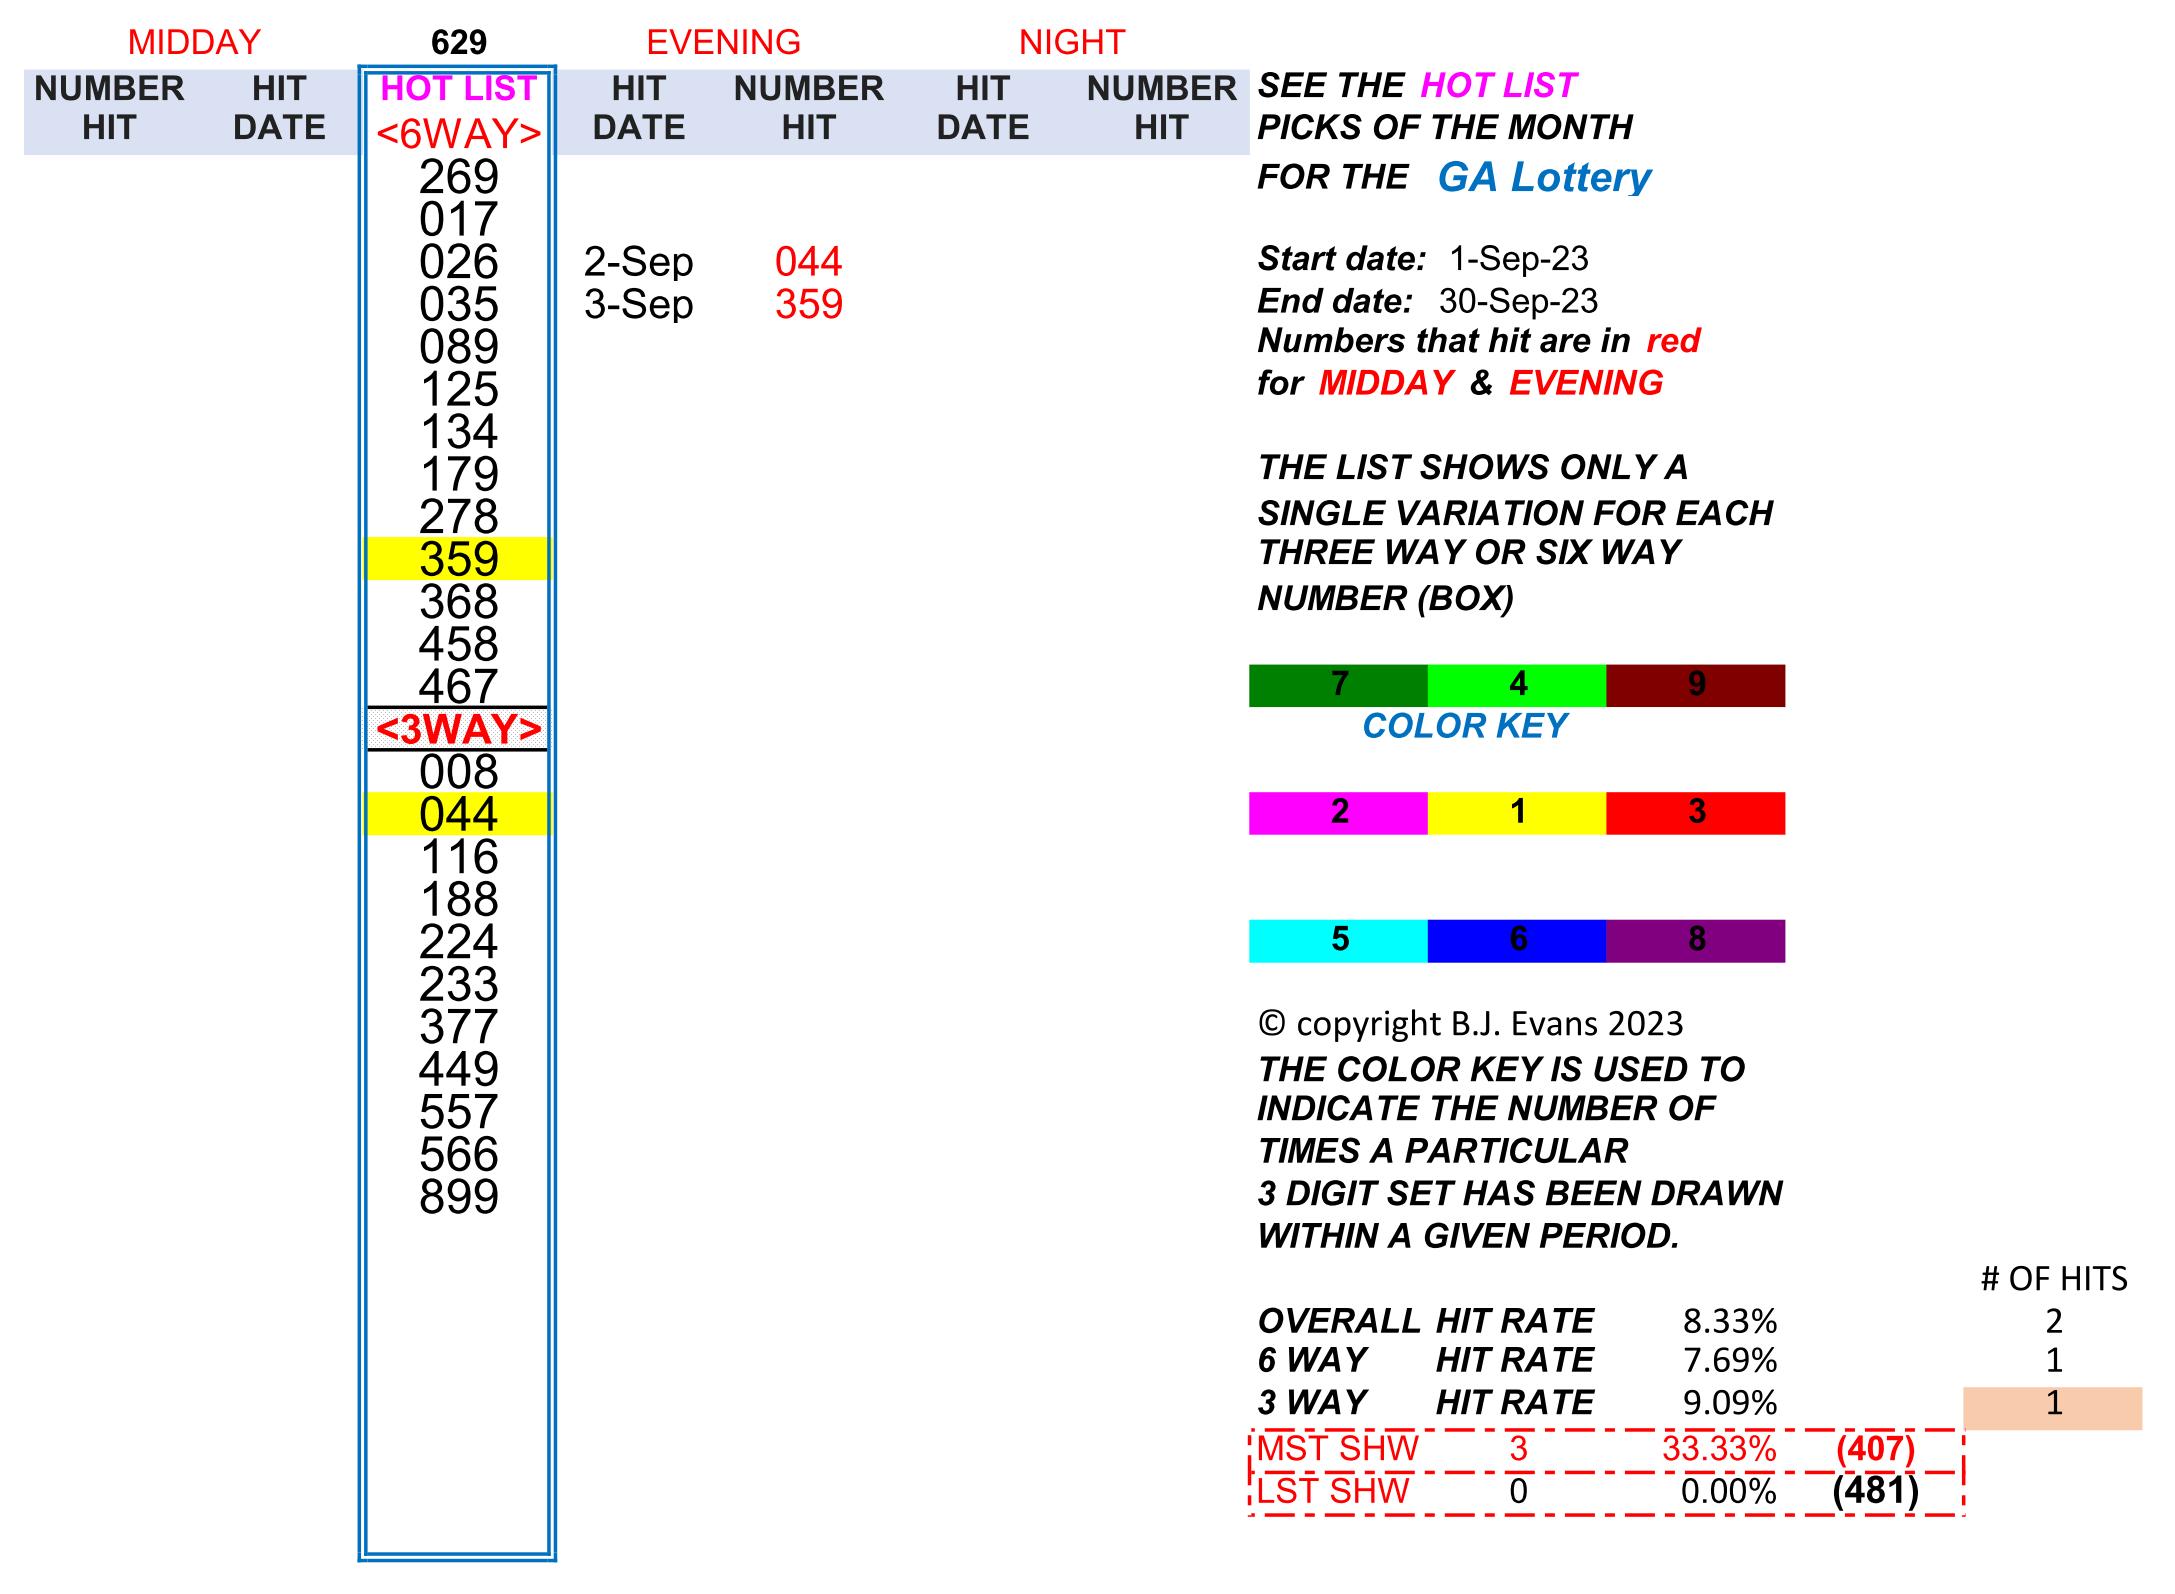 MIDDAY 629 EVENING NIGHT
NUMBER HIT HOT LIST HIT NUMBER HIT NUMBER
HIT DATE <6WAY> DATE HIT DATE HIT
269
017
026 2-Sep 044
035 3-Sep 359
089
125
134
179
278
359
368
458
467
<3WAY>
008
044
116
188
224
233
377
449
557
566
899
SEE THE HOT LIST
PICKS OF THE MONTH
FOR THE GA Lottery
Start date: 1-Sep-23
End date: 30-Sep-23
Numbers that hit are in red
for MIDDAY & EVENING
THE LIST SHOWS ONLY A
SINGLE VARIATION FOR EACH
THREE WAY OR SIX WAY
NUMBER (BOX)
7 4 9
COLOR KEY
2 1 3
5 6 8
© copyright B.J. Evans 2023
THE COLOR KEY IS USED TO
INDICATE THE NUMBER OF
TIMES A PARTICULAR
3 DIGIT SET HAS BEEN DRAWN
WITHIN A GIVEN PERIOD.
# OF HITS
OVERALL HIT RATE 8.33% 2
6 WAY HIT RATE 7.69% 1
3 WAY HIT RATE 9.09% 1
MST SHW 3 33.33% (407)
LST SHW 0 0.00% (481)